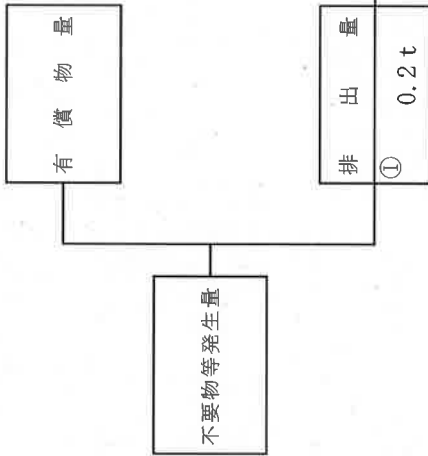 不要物等発生量
有償物量
排出量
①
0.2t